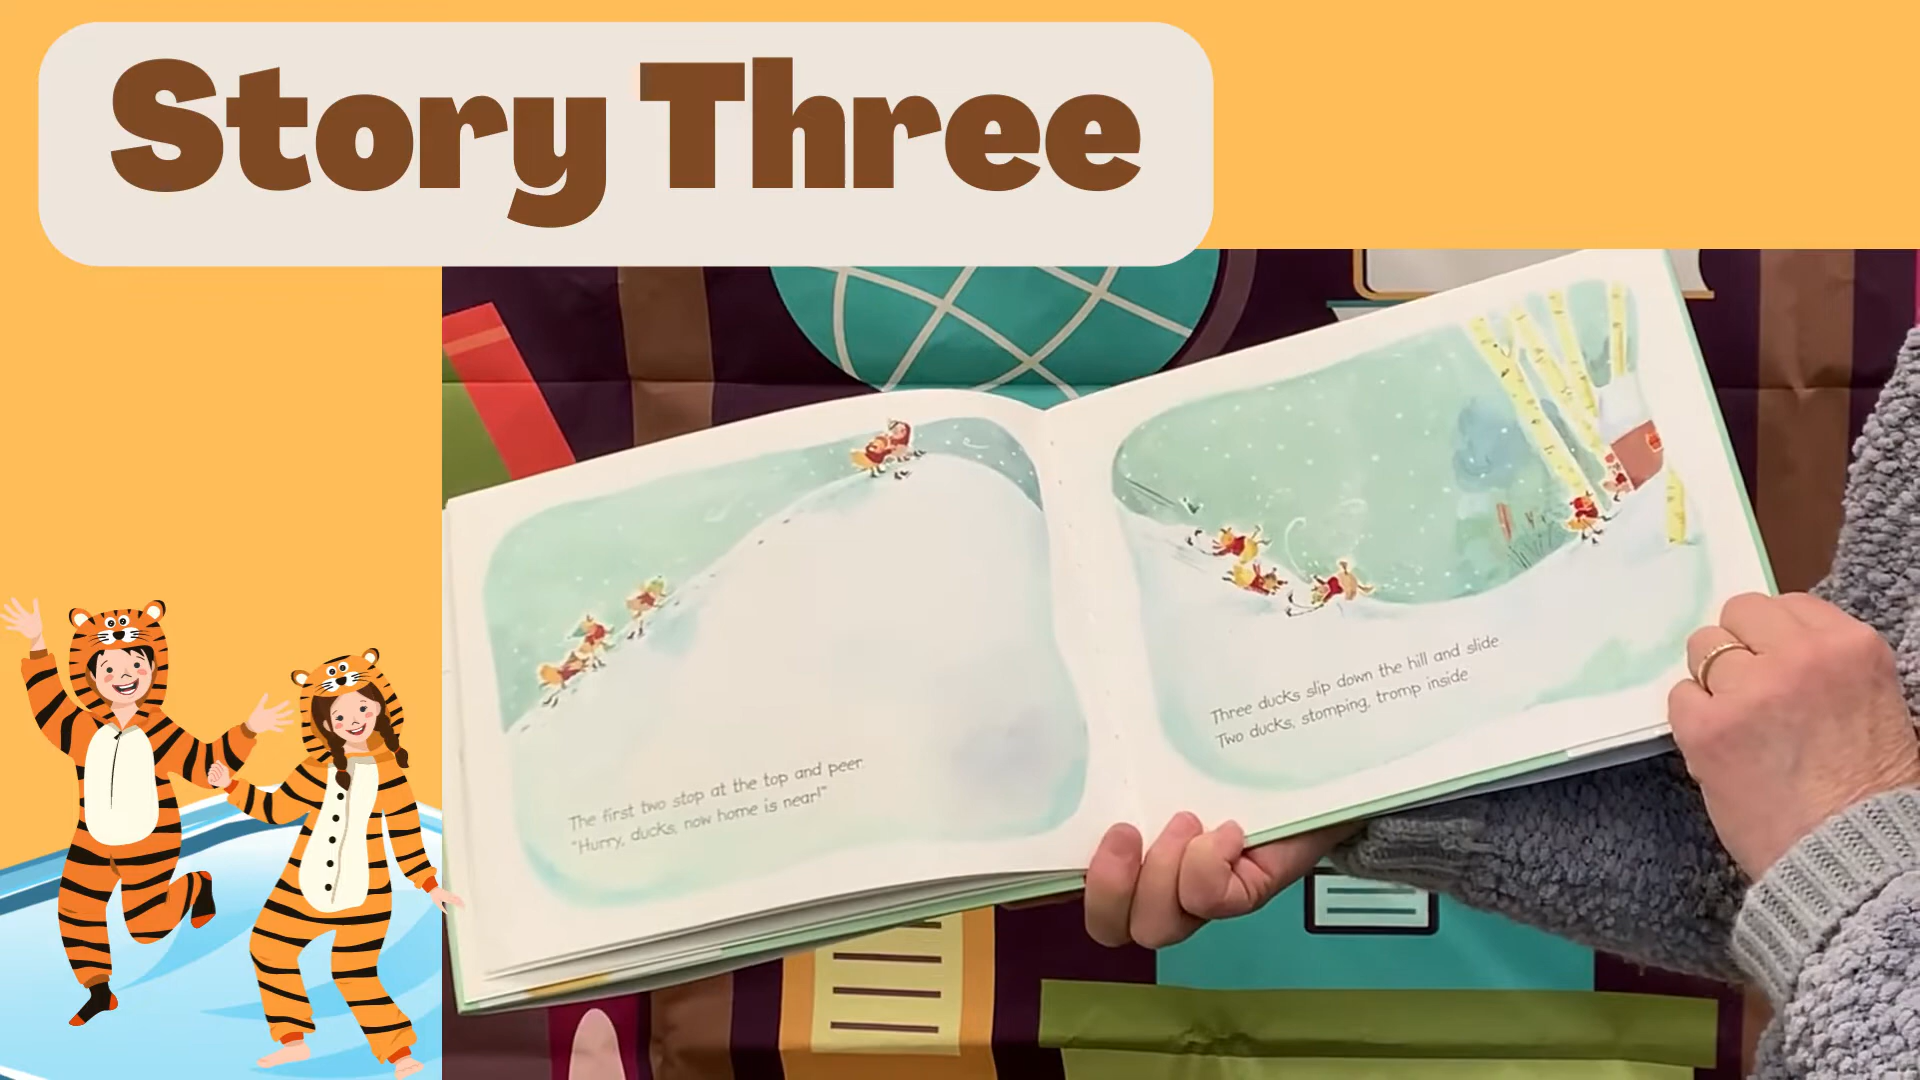 Story Three
The first two stop at the top and peer.
"Hurry, ducks, now home is near!"
Three ducks slip down the hill and slide
Two ducks, stomping, tromp inside